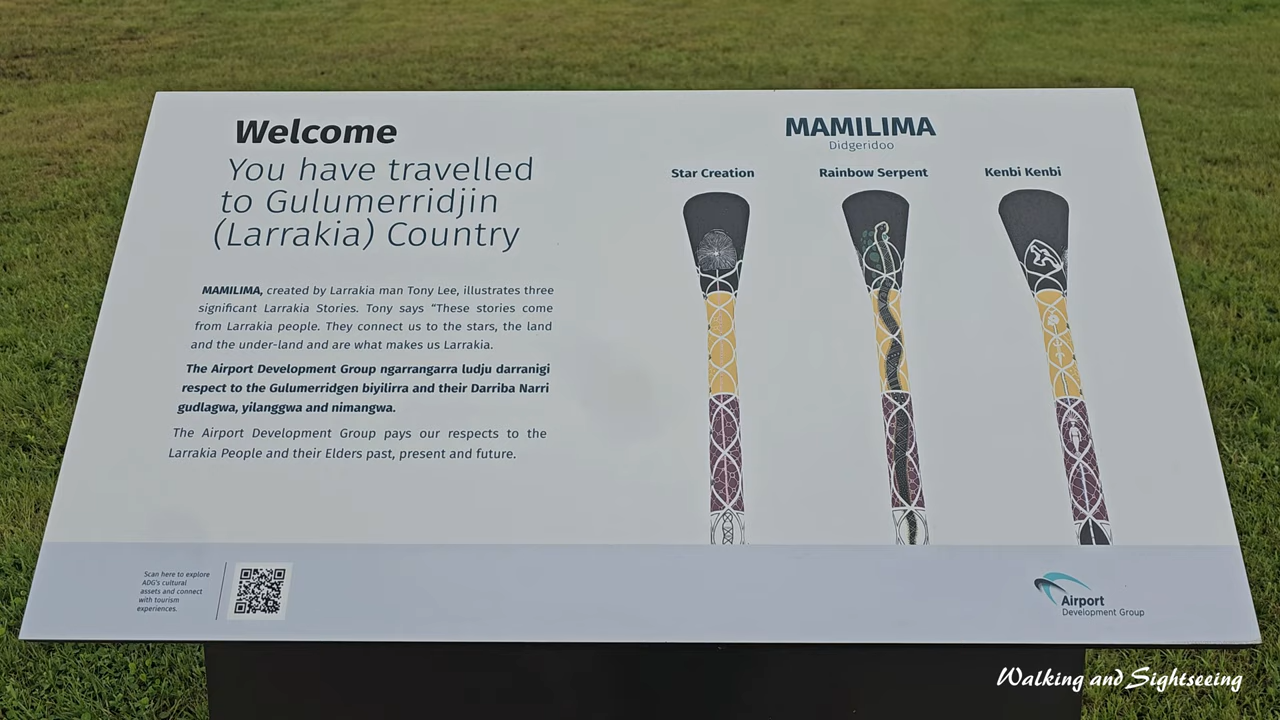 Welcome
You have travelled
to Gulumerridjin
(Larrakia) Country
MAMILIMA, created by Larrakia man Tony Lee, illustrates three
significant Larrakia Stories. Tony says “These stories come
from Larrakia people. They connect us to the stars, the land
and the under-land and are what makes us Larrakia.
The Airport Development Group ngarrangarra ludju darranigi
respect to the Gulumerridgen biyilirra and their Darriba Narri
gudlagwa, yilanggwa and nimangwa.
The Airport Development Group pays our respects to the
Larrakia People and their Elders past, present and future.
MAMILIMA
Didgeridoo
Star Creation
Rainbow Serpent
Kenbi Kenbi
Scan here to explore
ADG's cultural
assets and connect
with tourism
experiences.
Airport
Development Group
Walking and Sightseeing